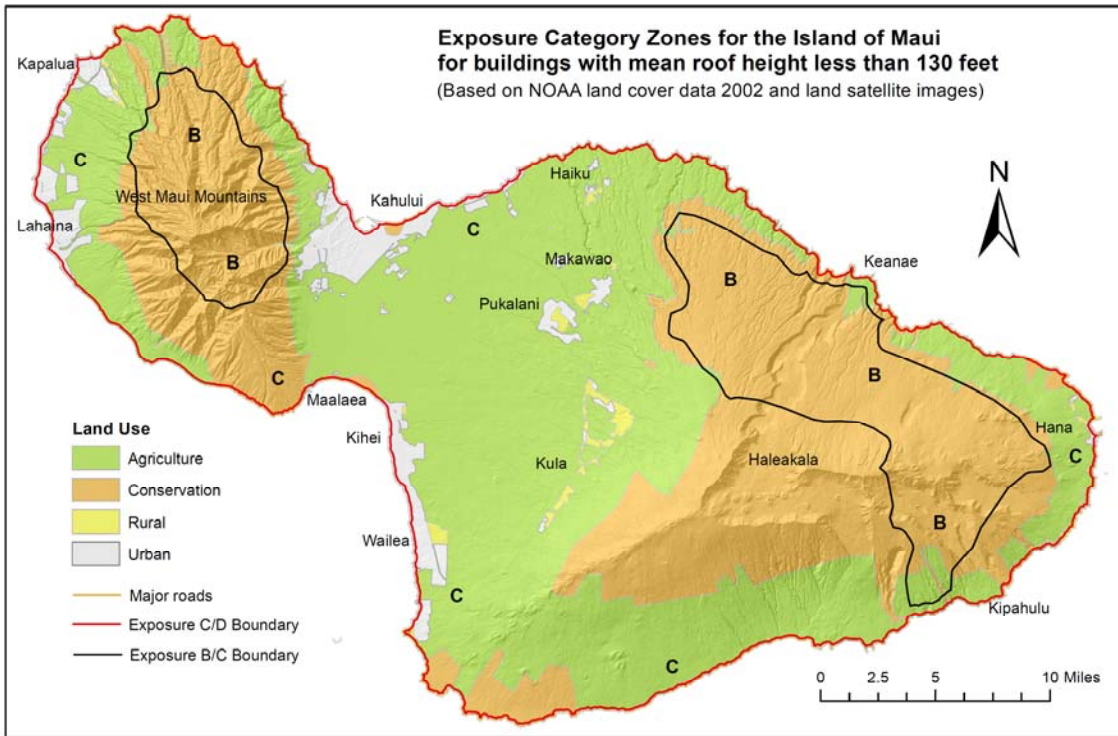 Exposure Category Zones for the Island of Maui
for buildings with mean roof height less than 130 feet
(Based on NOAA land cover data 2002 and land satellite images)
Kapalua
B
C
West Maui Mountains
Lahaina
B
Kahului
C
Haiku
N
Makawao
B
Keanae
Pukalani
B
C
Maalaea
Kihei
Hana
C
Kula
Haleakala
B
Wailea
C
Kipahulu
C
Land Use
Agriculture
Conservation
Rural
Urban
Major roads
Exposure C/D Boundary
Exposure B/C Boundary
0 2.5 5 10 Miles